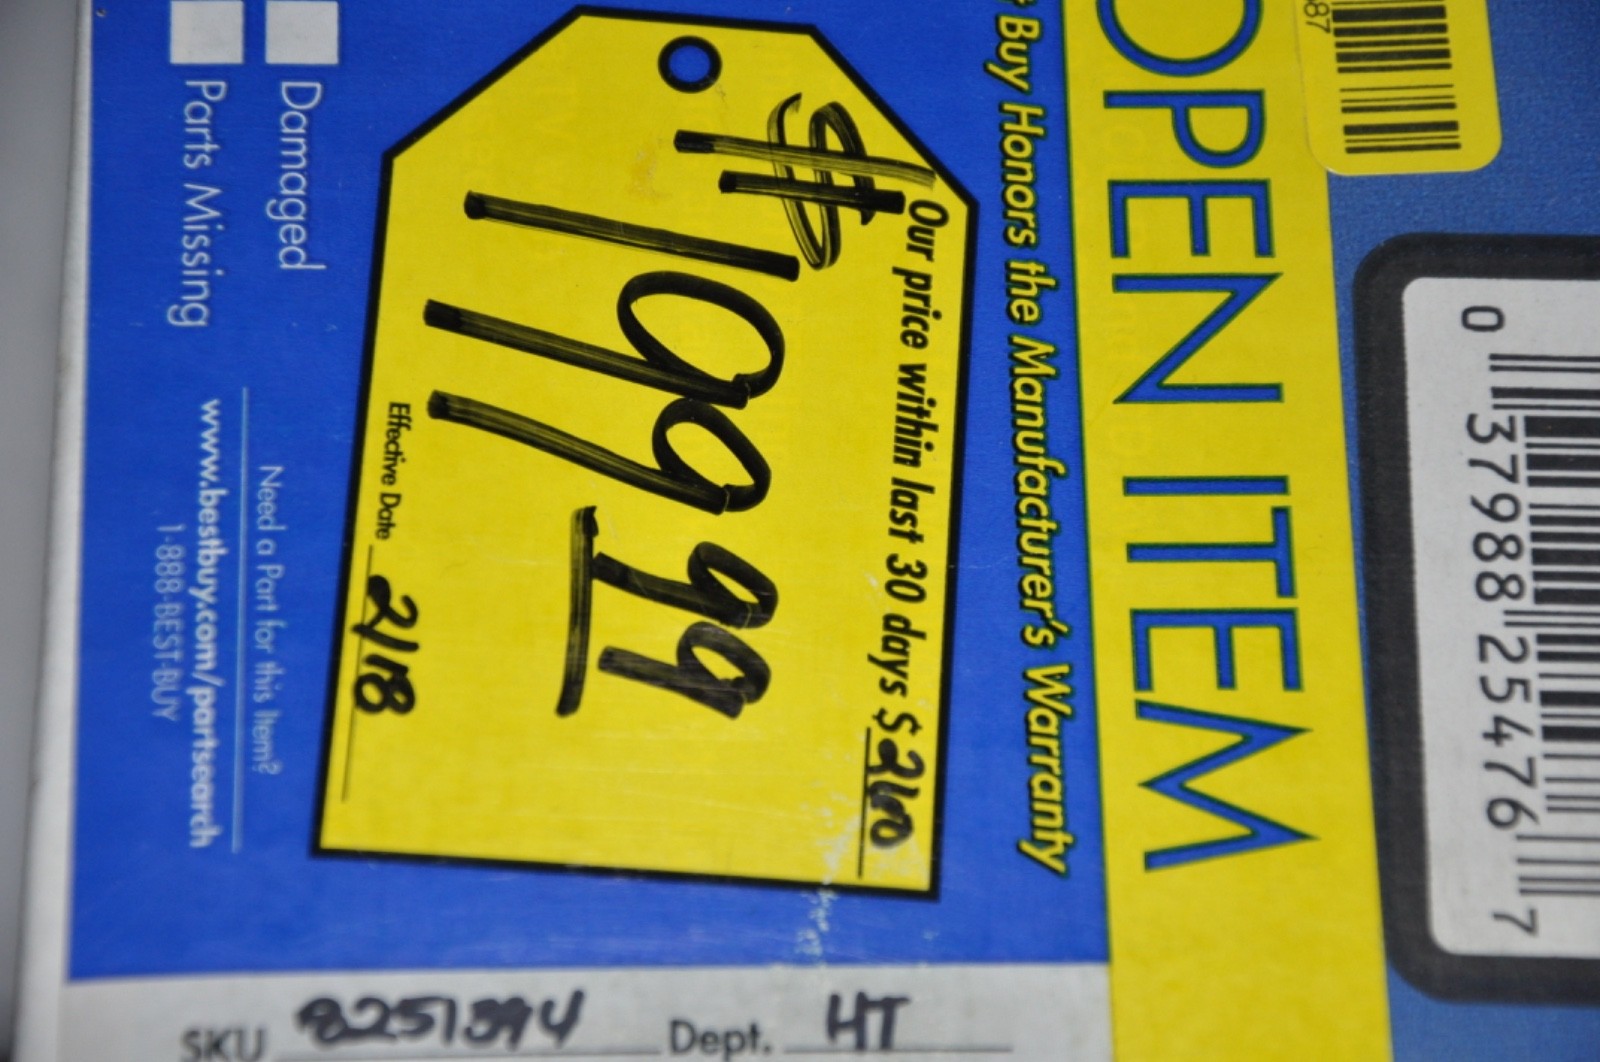 87
OPEN ITEM
t Buy Honors the Manufacturer's Warranty
Our price within last 30 days $ 260
$199 99
Effective Date 2/18
Damaged
Parts Missing
Need a Part for this Item?
www.bestbuy.com/partsearch
1-888-BEST-BUY
SKU 8251394 Dept. HT
0 37988 25476 7